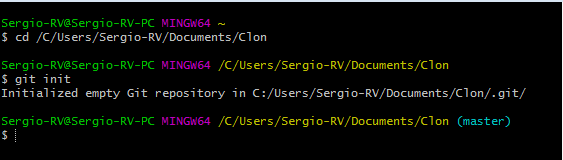 Sergio-RV@Sergio-RV-PC MINGW64 ~
$ cd /C/Users/Sergio-RV/Documents/Clon
Sergio-RV@Sergio-RV-PC MINGW64 /C/Users/Sergio-RV/Documents/Clon
$ git init
Initialized empty Git repository in C:/Users/Sergio-RV/Documents/Clon/.git/
Sergio-RV@Sergio-RV-PC MINGW64 /C/Users/Sergio-RV/Documents/Clon (master)
$